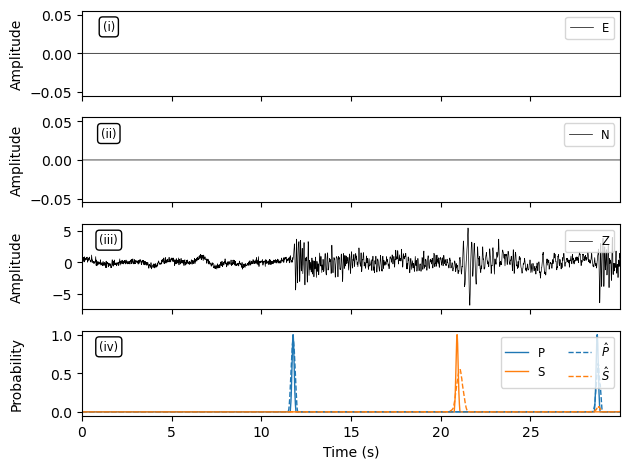 0.05
(i)
E
Amplitude
0.00
−0.05
0.05
(ii)
N
Amplitude
0.00
−0.05
5
(iii)
Z
Amplitude
0
−5
1.0
(iv)
P
P̂
S
Ŝ
Probability
0.5
0.0
0 5 10 15 20 25
Time (s)